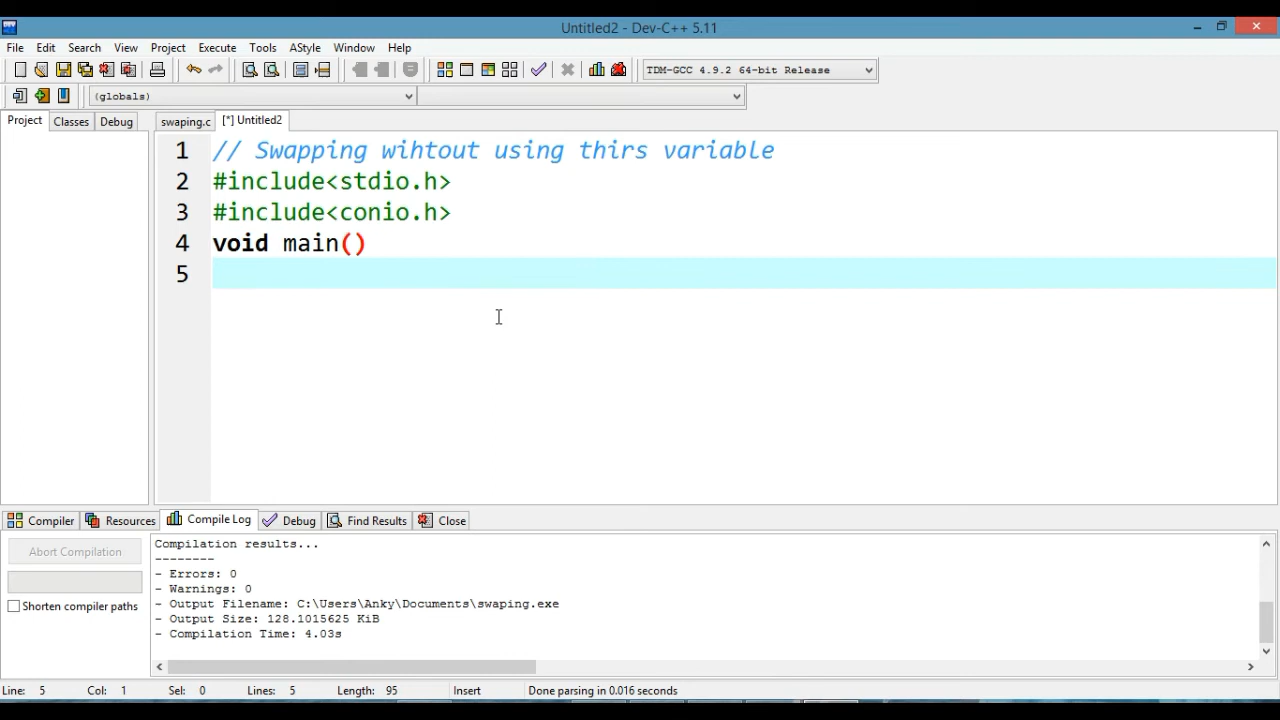 Untitled2 - Dev-C++ 5.11
File Edit Search View Project Execute Tools AStyle Window Help
TDM-GCC 4.9.2 64-bit Release
(globals)
Project Classes Debug swaping.c [*] Untitled2
1 // Swapping wihtout using thirs variable
2 #include<stdio.h>
3 #include<conio.h>
4 void main()
5
Compiler Resources Compile Log Debug Find Results Close
Abort Compilation
Shorten compiler paths
Compilation results...
--------
- Errors: 0
- Warnings: 0
- Output Filename: C:\Users\Anky\Documents\swaping.exe
- Output Size: 128.1015625 KiB
- Compilation Time: 4.03s
Line: 5 Col: 1 Sel: 0 Lines: 5 Length: 95 Insert Done parsing in 0.016 seconds